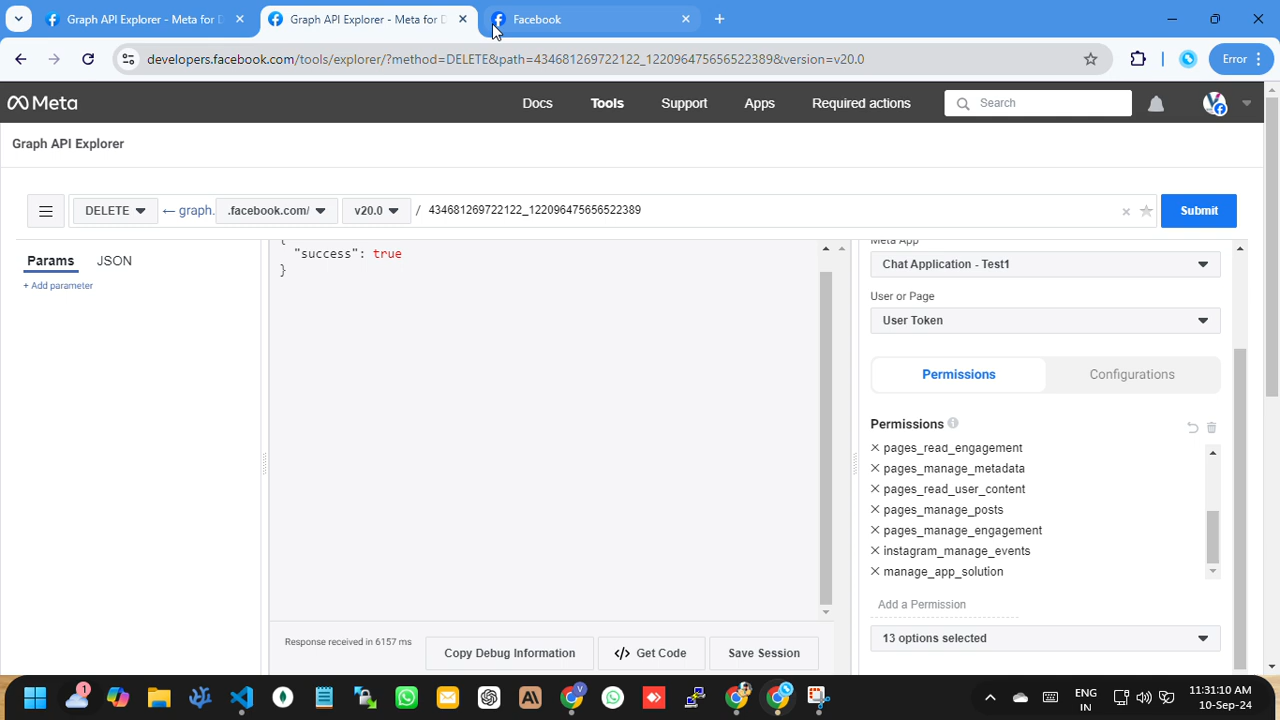 Graph API Explorer - Meta for D
Graph API Explorer - Meta for D
Facebook
developers.facebook.com/tools/explorer/?method=DELETE&path=434681269722122_122096475656522389&version=v20.0
Error
Meta
Docs
Tools
Support
Apps
Required actions
Search
Graph API Explorer
DELETE
← graph.
.facebook.com/
v20.0
/
434681269722122_122096475656522389
Submit
Params
JSON
+ Add parameter
{
"success": true
}
Response received in 6157 ms
Copy Debug Information
</> Get Code
Save Session
Meta App
Chat Application - Test1
User or Page
User Token
Permissions
Configurations
Permissions
pages_read_engagement
pages_manage_metadata
pages_read_user_content
pages_manage_posts
pages_manage_engagement
instagram_manage_events
manage_app_solution
Add a Permission
13 options selected
1
V
ENG
IN
11:31:10 AM
10-Sep-24